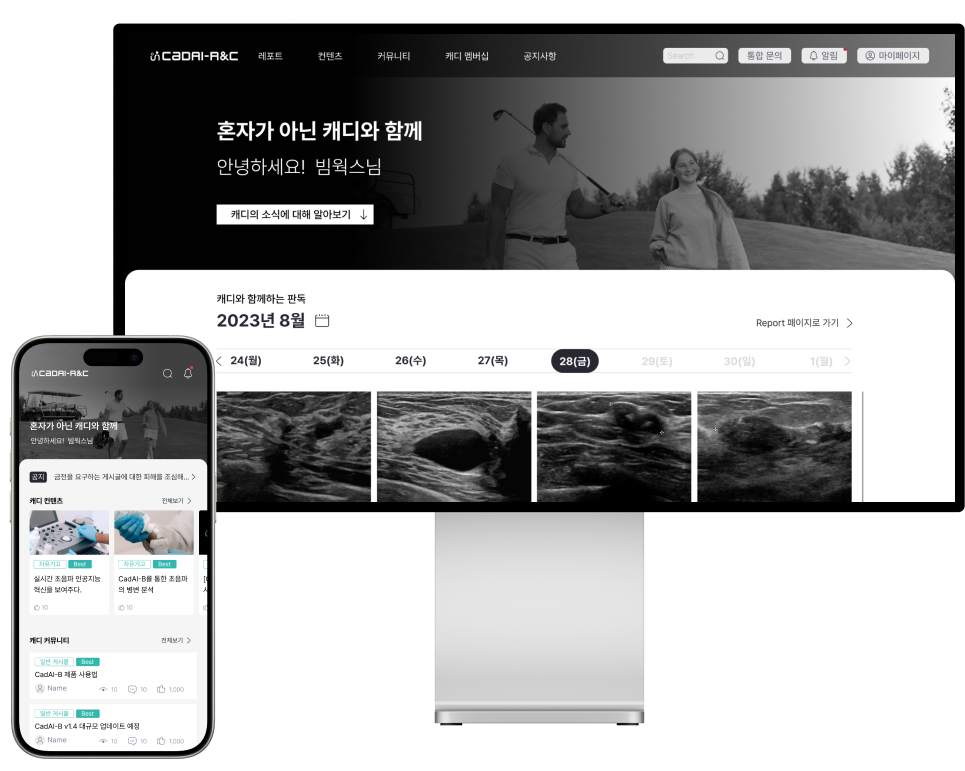 CADAI-R&C
레포트
컨텐츠
커뮤니티
캐디 멤버십
공지사항
Search
통합 문의
알림
마이페이지
혼자가 아닌 캐디와 함께
안녕하세요! 빔웍스님
캐디의 소식에 대해 알아보기 ↓
캐디와 함께하는 판독
2023년 8월
Report 페이지로 가기 >
< 24(월)
25(화)
26(수)
27(목)
28(금)
29(토)
30(일)
1(월) >
CADAI-R&C
혼자가 아닌 캐디와 함께
안녕하세요! 빔웍스님
공지 금전을 요구하는 게시글에 대한 피해를 조심해... >
캐디 컨텐츠
전체보기 >
자유기고 Best
실시간 초음파 인공지능
혁신을 보여주다.
10
자유기고 Best
CadAI-B를 통한 초음파
의 병변 분석
10
캐디 커뮤니티
전체보기 >
일반 게시물 Best
CadAI-B 제품 사용법
Name
10
10
1,000
일반 게시물 Best
CadAI-B v1.4 대규모 업데이트 예정
Name
10
10
1,000